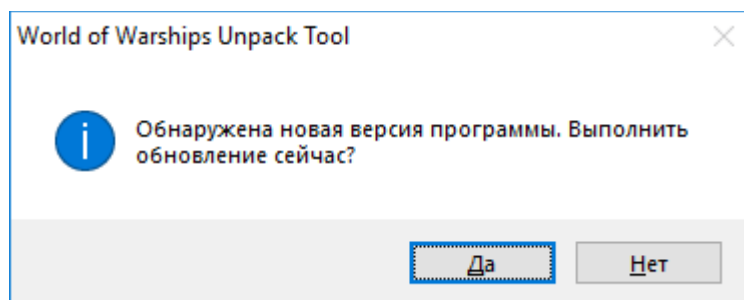 World of Warships Unpack Tool
Обнаружена новая версия программы. Выполнить
обновление сейчас?
Да
Нет